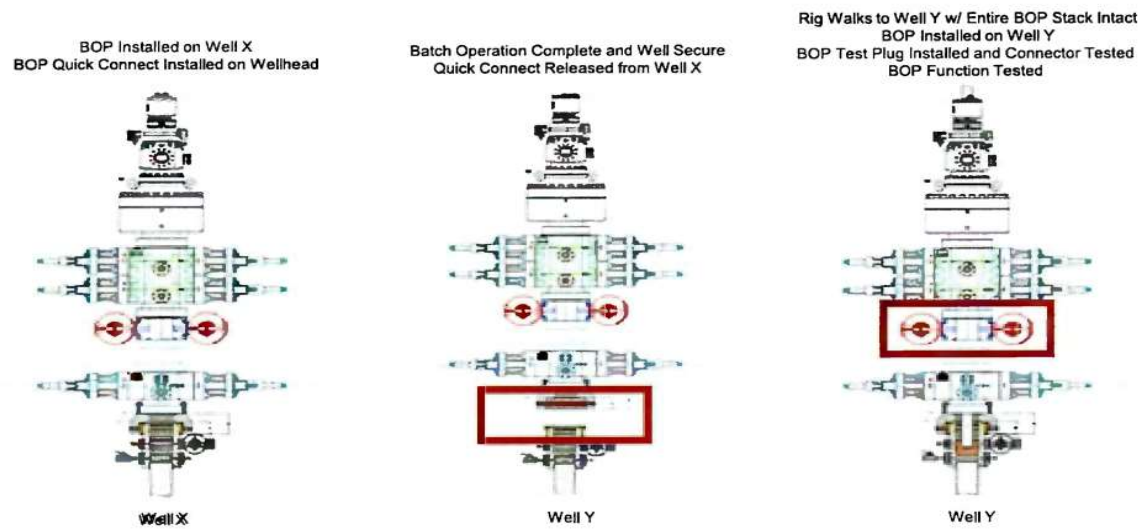 BOP Installed on Well X
BOP Quick Connect Installed on Wellhead
Batch Operation Complete and Well Secure
Quick Connect Released from Well X
Rig Walks to Well Y w/ Entire BOP Stack Intact
BOP Installed on Well Y
BOP Test Plug Installed and Connector Tested
BOP Function Tested
Well X
Well Y
Well Y